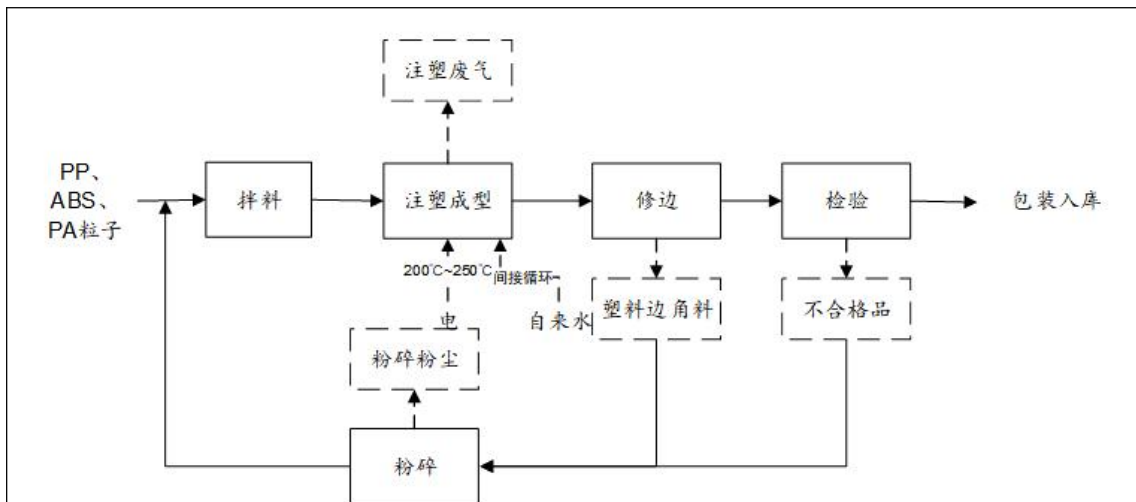 注塑废气
PP、
ABS、
PA粒子
拌料
注塑成型
修边
检验
包装入库
200℃~250℃
间接循环
电
自来水
塑料边角料
不合格品
粉碎粉尘
粉碎